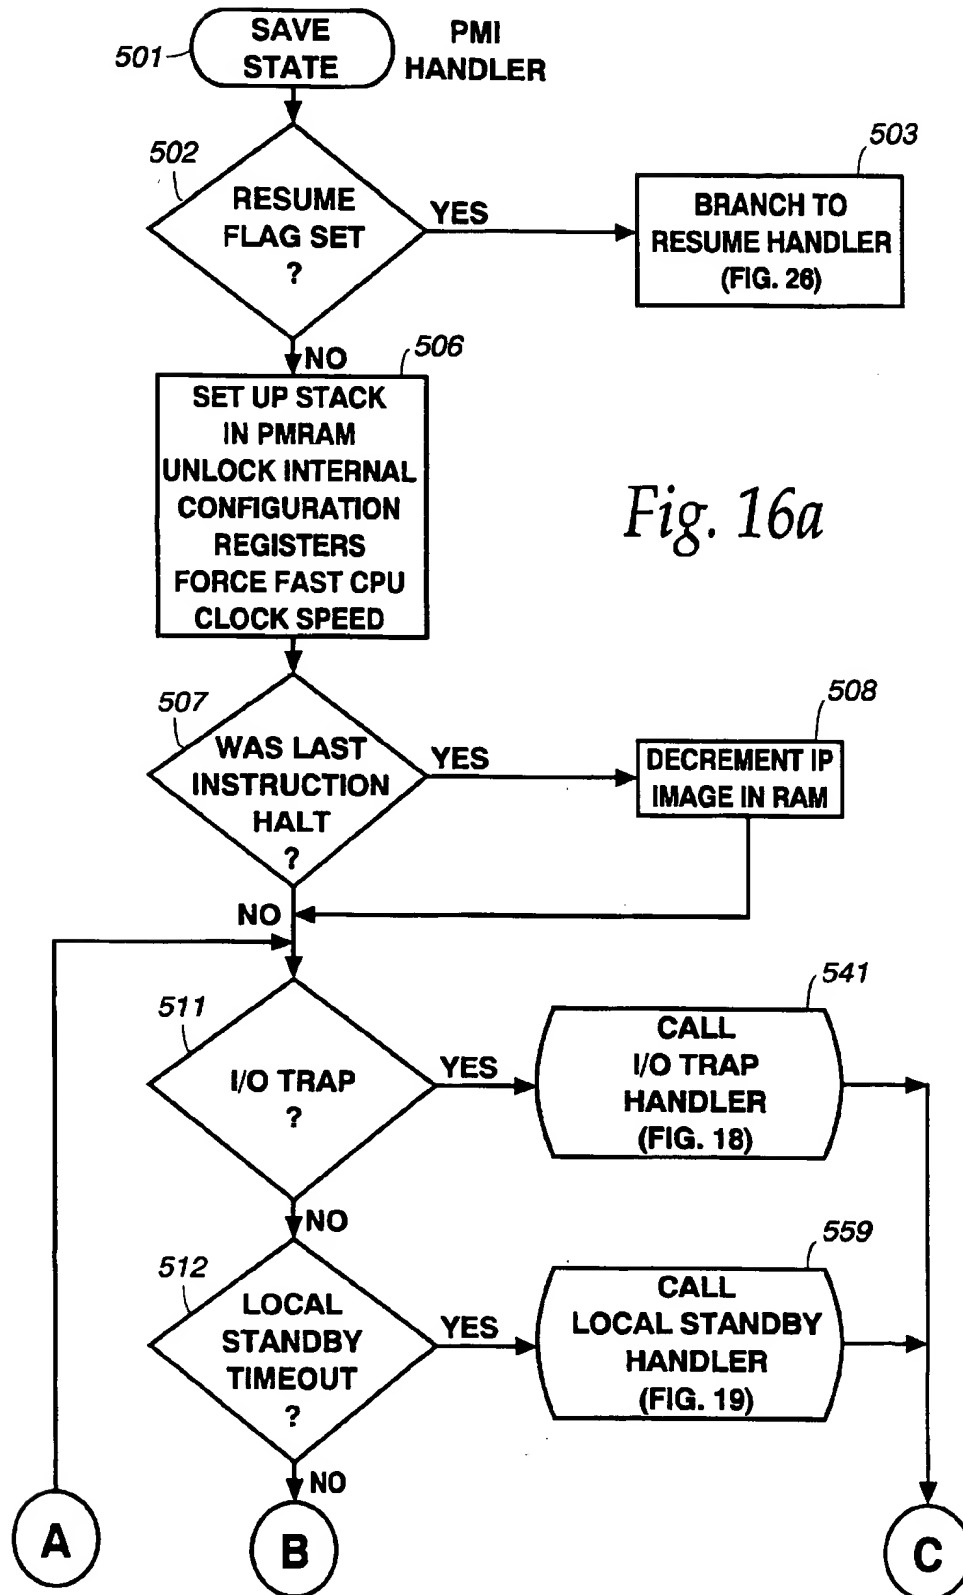 SAVE
STATE
501
PMI
HANDLER
502
RESUME
FLAG SET
?
YES
503
BRANCH TO
RESUME HANDLER
(FIG. 26)
NO
506
SET UP STACK
IN PMRAM
UNLOCK INTERNAL
CONFIGURATION
REGISTERS
FORCE FAST CPU
CLOCK SPEED
Fig. 16a
507
WAS LAST
INSTRUCTION
HALT
?
YES
508
DECREMENT IP
IMAGE IN RAM
NO
511
I/O TRAP
?
YES
541
CALL
I/O TRAP
HANDLER
(FIG. 18)
NO
512
LOCAL
STANDBY
TIMEOUT
?
YES
559
CALL
LOCAL STANDBY
HANDLER
(FIG. 19)
NO
A
B
C